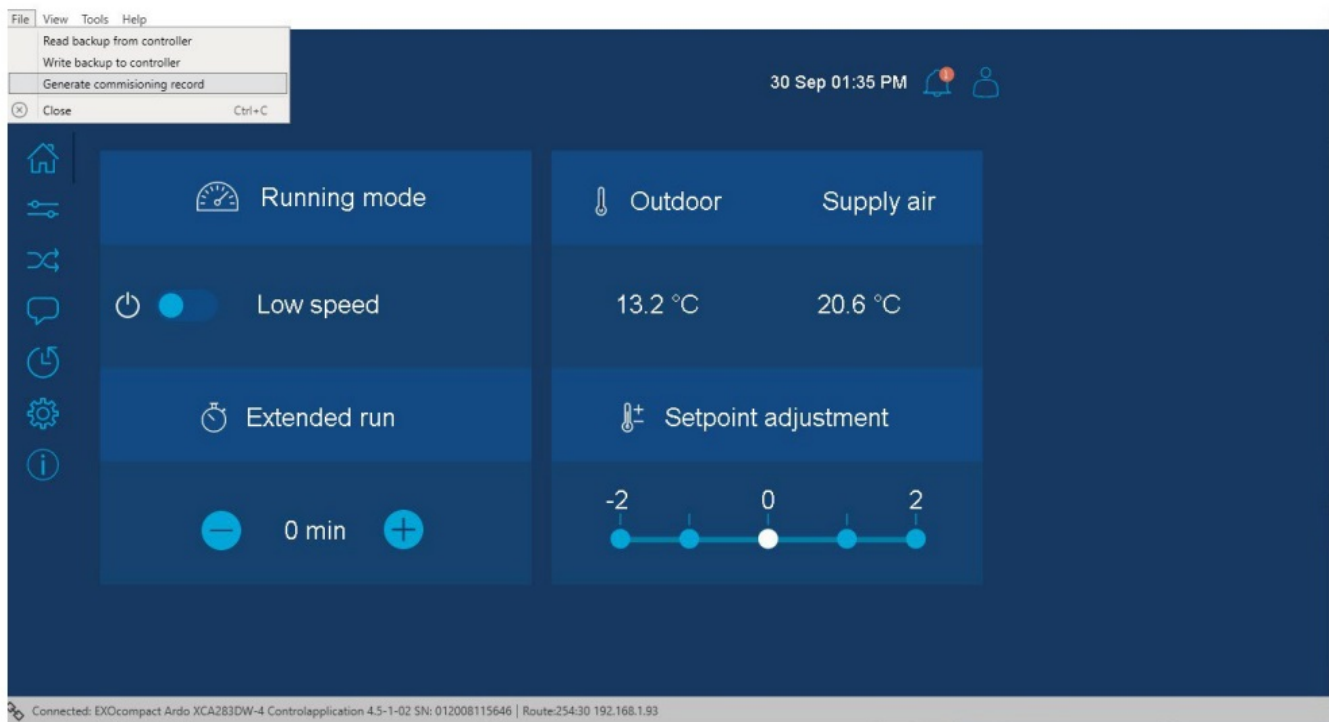 File View Tools Help
Read backup from controller
Write backup to controller
Generate commisioning record
Close Ctrl+C
30 Sep 01:35 PM 1
Running mode
Outdoor Supply air
Low speed
13.2 °C 20.6 °C
Extended run
Setpoint adjustment
-2 0 2
0 min
Connected: EXOcompact Ardo XCA283DW-4 Controlapplication 4.5-1-02 SN: 012008115646 | Route:254:30 192.168.1.93